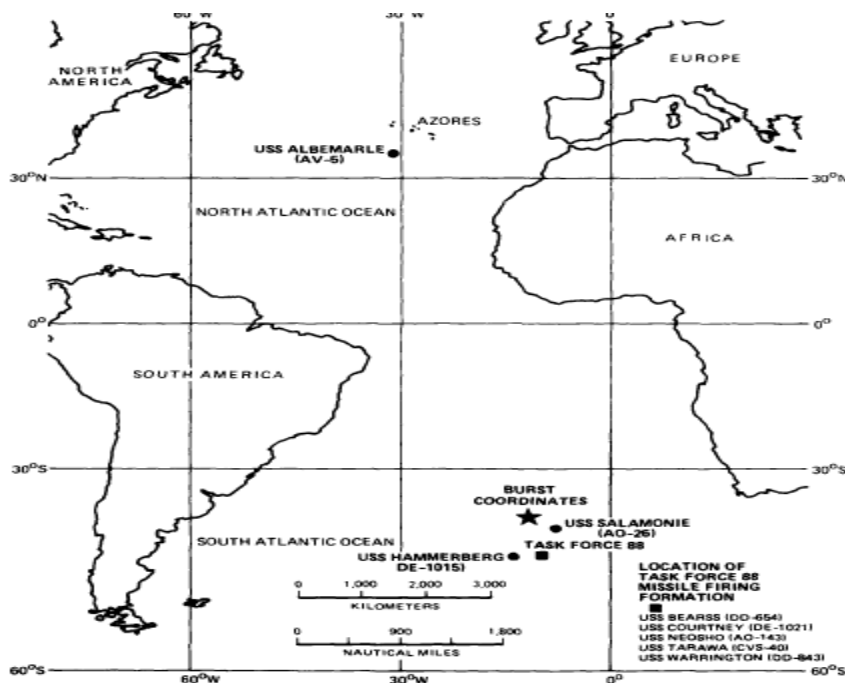 60°W
30°W
0°
NORTH
AMERICA
EUROPE
AZORES
USS ALBEMARLE
(AV-5)
30°N
30°N
NORTH ATLANTIC OCEAN
AFRICA
0°
0°
SOUTH AMERICA
30°S
30°S
BURST
COORDINATES
USS SALAMONIE
(AO-26)
SOUTH ATLANTIC OCEAN
TASK FORCE 88
USS HAMMERBERG
DE-1015)
LOCATION OF
TASK FORCE 88
MISSILE FIRING
FORMATION
0 1,000 2,000 3,000
KILOMETERS
USS BEARSS (DD-654)
USS COURTNEY (DE-1021)
USS NEOSHO (AO-143)
USS TARAWA (CVS-40)
USS WARRINGTON (DD-843)
0 900 1,800
NAUTICAL MILES
60°S
60°S
60°W
30°W
0°